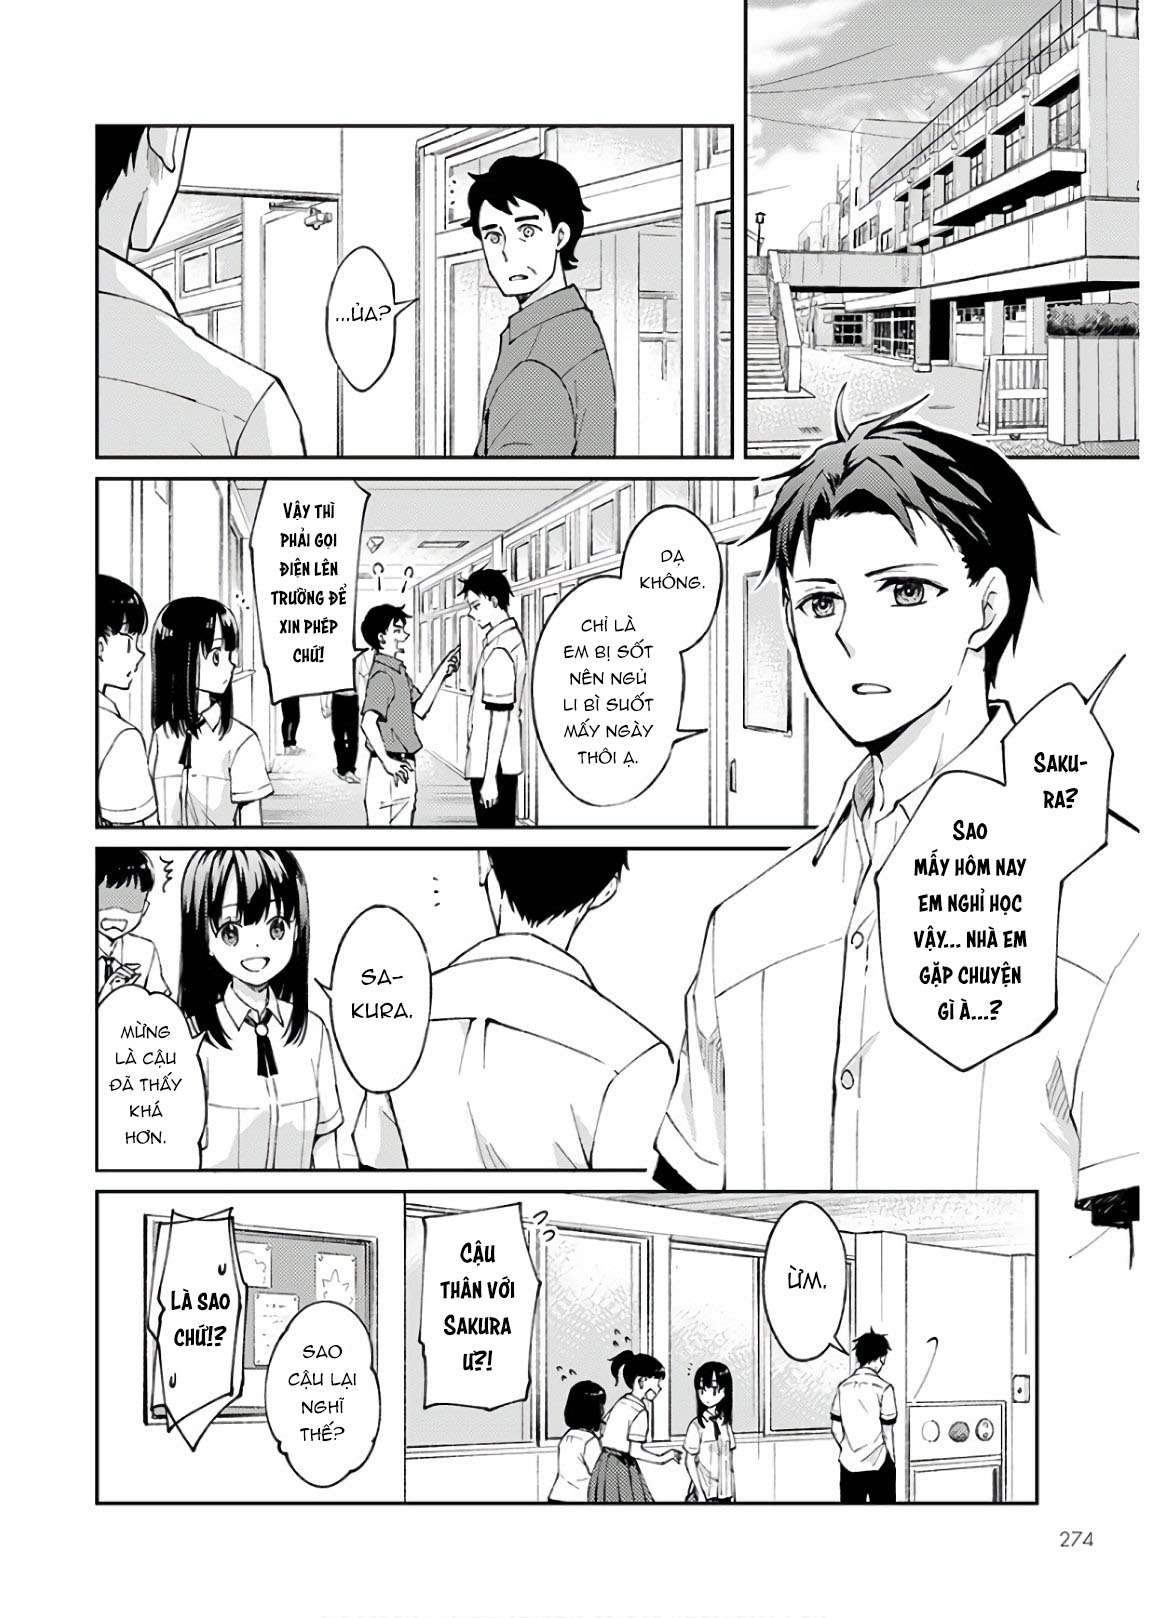 ...ỦA?
SAKU-
RA?
SAO
MẤY HÔM NAY
EM NGHỈ HỌC
VẬY... NHÀ EM
GẶP CHUYỆN
GÌ À...?
DẠ
KHÔNG.
CHỈ LÀ
EM BỊ SỐT
NÊN NGỦ
LI BÌ SUỐT
MẤY NGÀY
THÔI Ạ.
VẬY THÌ
PHẢI GỌI
ĐIỆN LÊN
TRƯỜNG ĐỂ
XIN PHÉP
CHỨ!
SA-
KURA.
MỪNG
LÀ CẬU
ĐÃ THẤY
KHÁ
HƠN.
ỪM.
CẬU
THÂN VỚI
SAKURA
Ư?!
SAO
CẬU LẠI
NGHĨ
THẾ?
LÀ SAO
CHỨ!?
274